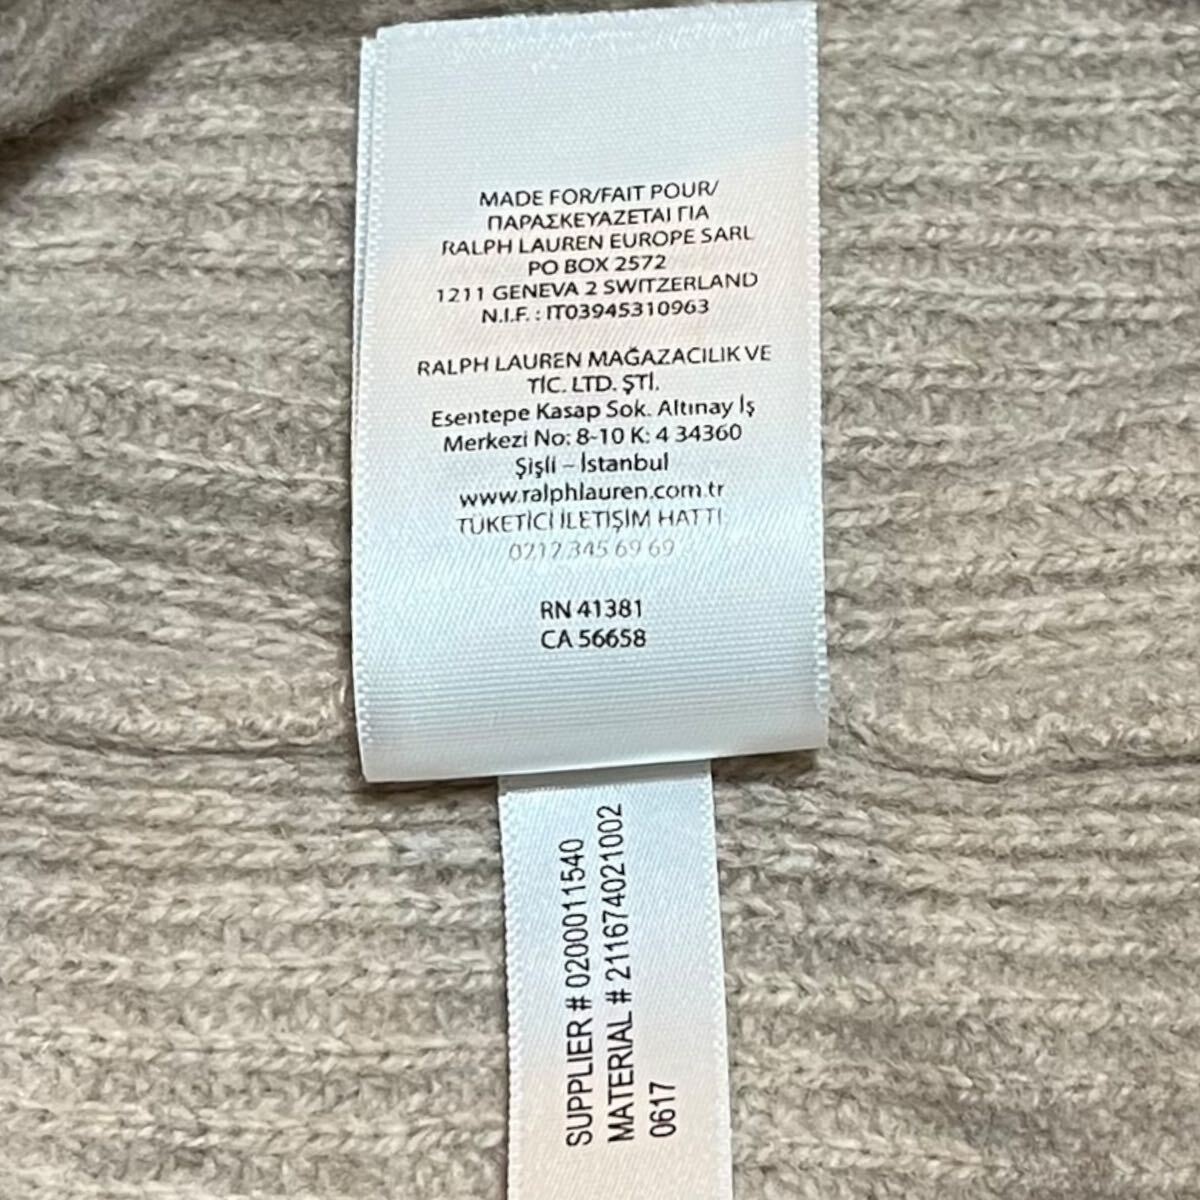 MADE FOR/FAIT POUR/
ΠΑΡΑΣΚΕΥΑΖΕΤΑΙ ΓΙΑ
RALPH LAUREN EUROPE SARL
PO BOX 2572
1211 GENEVA 2 SWITZERLAND
N.I.F. : IT03945310963
RALPH LAUREN MAĞAZACILIK VE
TİC. LTD. ŞTİ.
Esentepe Kasap Sok. Altınay İş
Merkezi No: 8-10 K: 4 34360
Şişli – İstanbul
www.ralphlauren.com.tr
TÜKETİCİ İLETİŞİM HATTI
0212 345 69 69
RN 41381
CA 56658
SUPPLIER # 0200011540
MATERIAL # 211674021002
0617